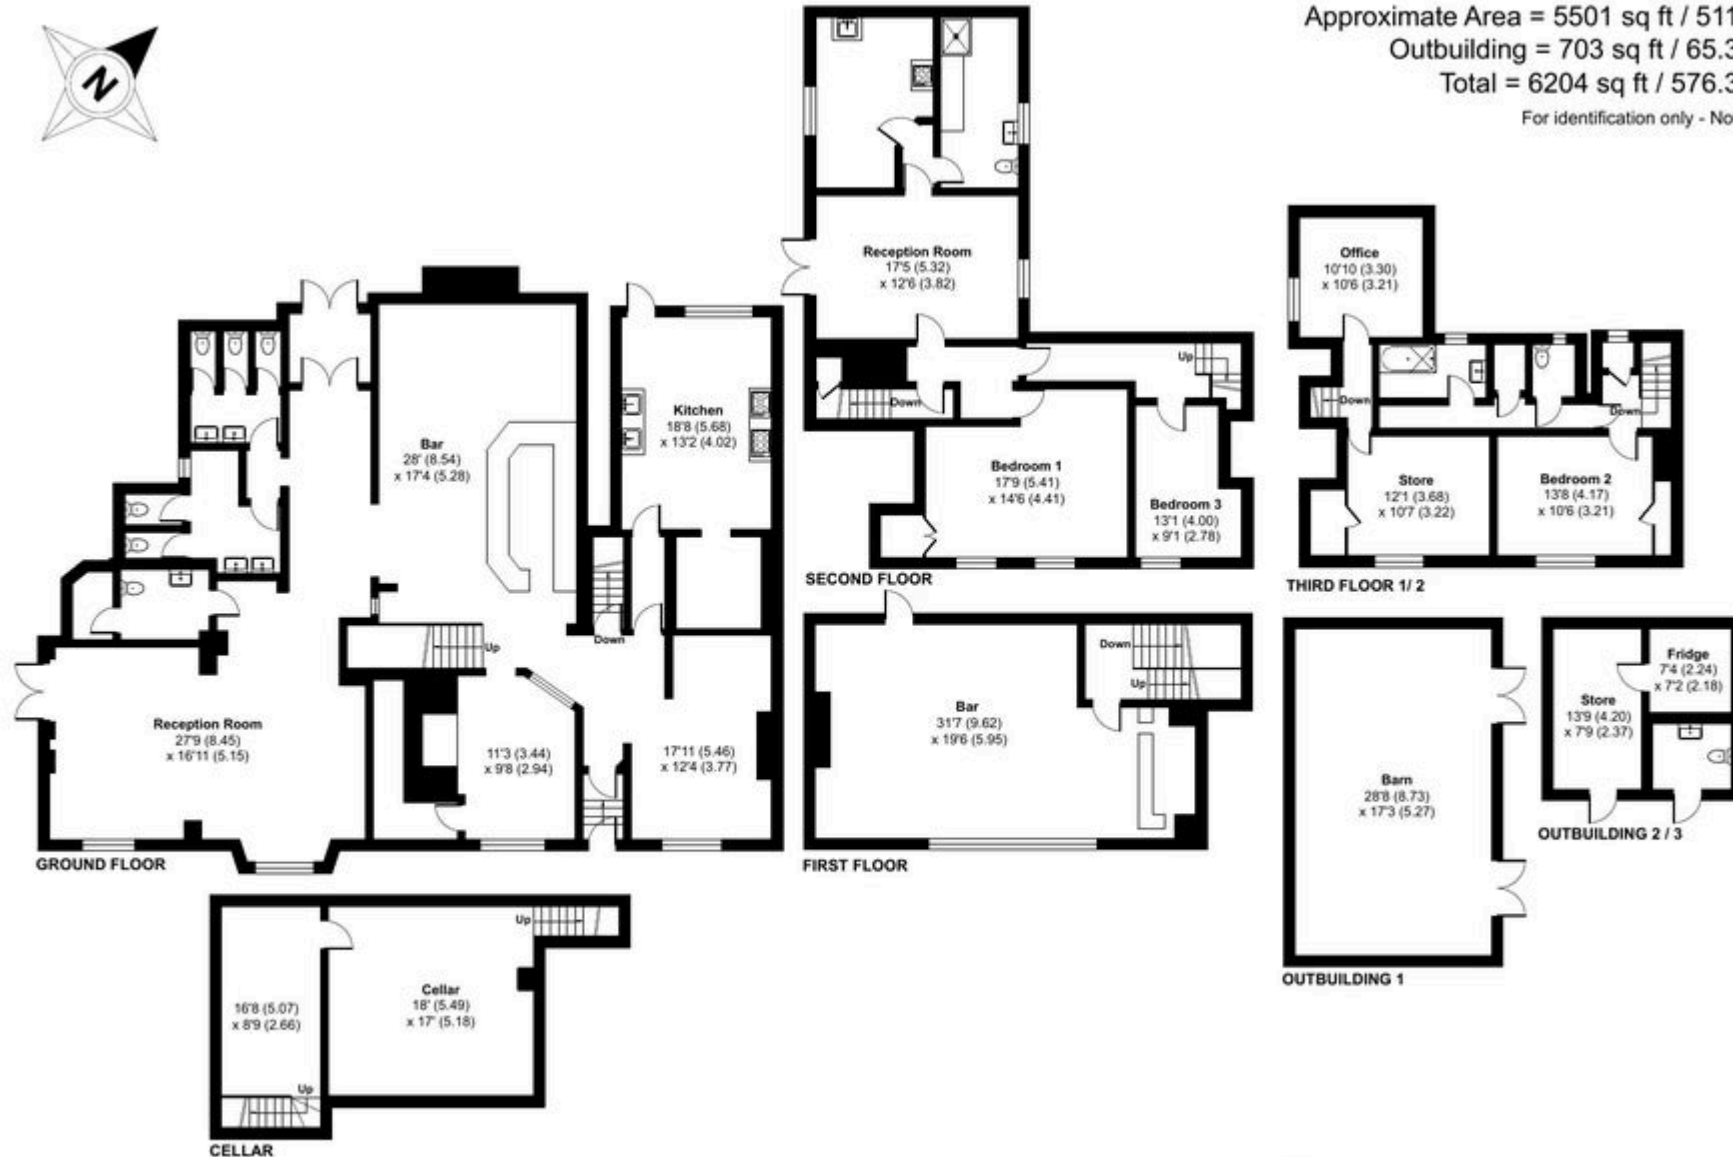 N
Approximate Area = 5501 sq ft / 511
Outbuilding = 703 sq ft / 65.3
Total = 6204 sq ft / 576.3
For identification only - No
Reception Room
17'5 (5.32)
x 12'6 (3.82)
Up
Down
Bedroom 1
17'9 (5.41)
x 14'6 (4.41)
Bedroom 3
13'1 (4.00)
x 9'1 (2.78)
SECOND FLOOR
Office
10'10 (3.30)
x 10'6 (3.21)
Down
Down
Store
12'1 (3.68)
x 10'7 (3.22)
Bedroom 2
13'8 (4.17)
x 10'6 (3.21)
THIRD FLOOR 1/ 2
Bar
28' (8.54)
x 17'4 (5.28)
Kitchen
18'8 (5.68)
x 13'2 (4.02)
Up
Down
Reception Room
27'9 (8.45)
x 16'11 (5.15)
11'3 (3.44)
x 9'8 (2.94)
17'11 (5.46)
x 12'4 (3.77)
GROUND FLOOR
Down
Up
Bar
31'7 (9.62)
x 19'6 (5.95)
FIRST FLOOR
Barn
28'8 (8.73)
x 17'3 (5.27)
OUTBUILDING 1
Fridge
7'4 (2.24)
x 7'2 (2.18)
Store
13'9 (4.20)
x 7'9 (2.37)
OUTBUILDING 2 / 3
Up
Cellar
18' (5.49)
x 17' (5.18)
16'8 (5.07)
x 8'9 (2.66)
Up
CELLAR